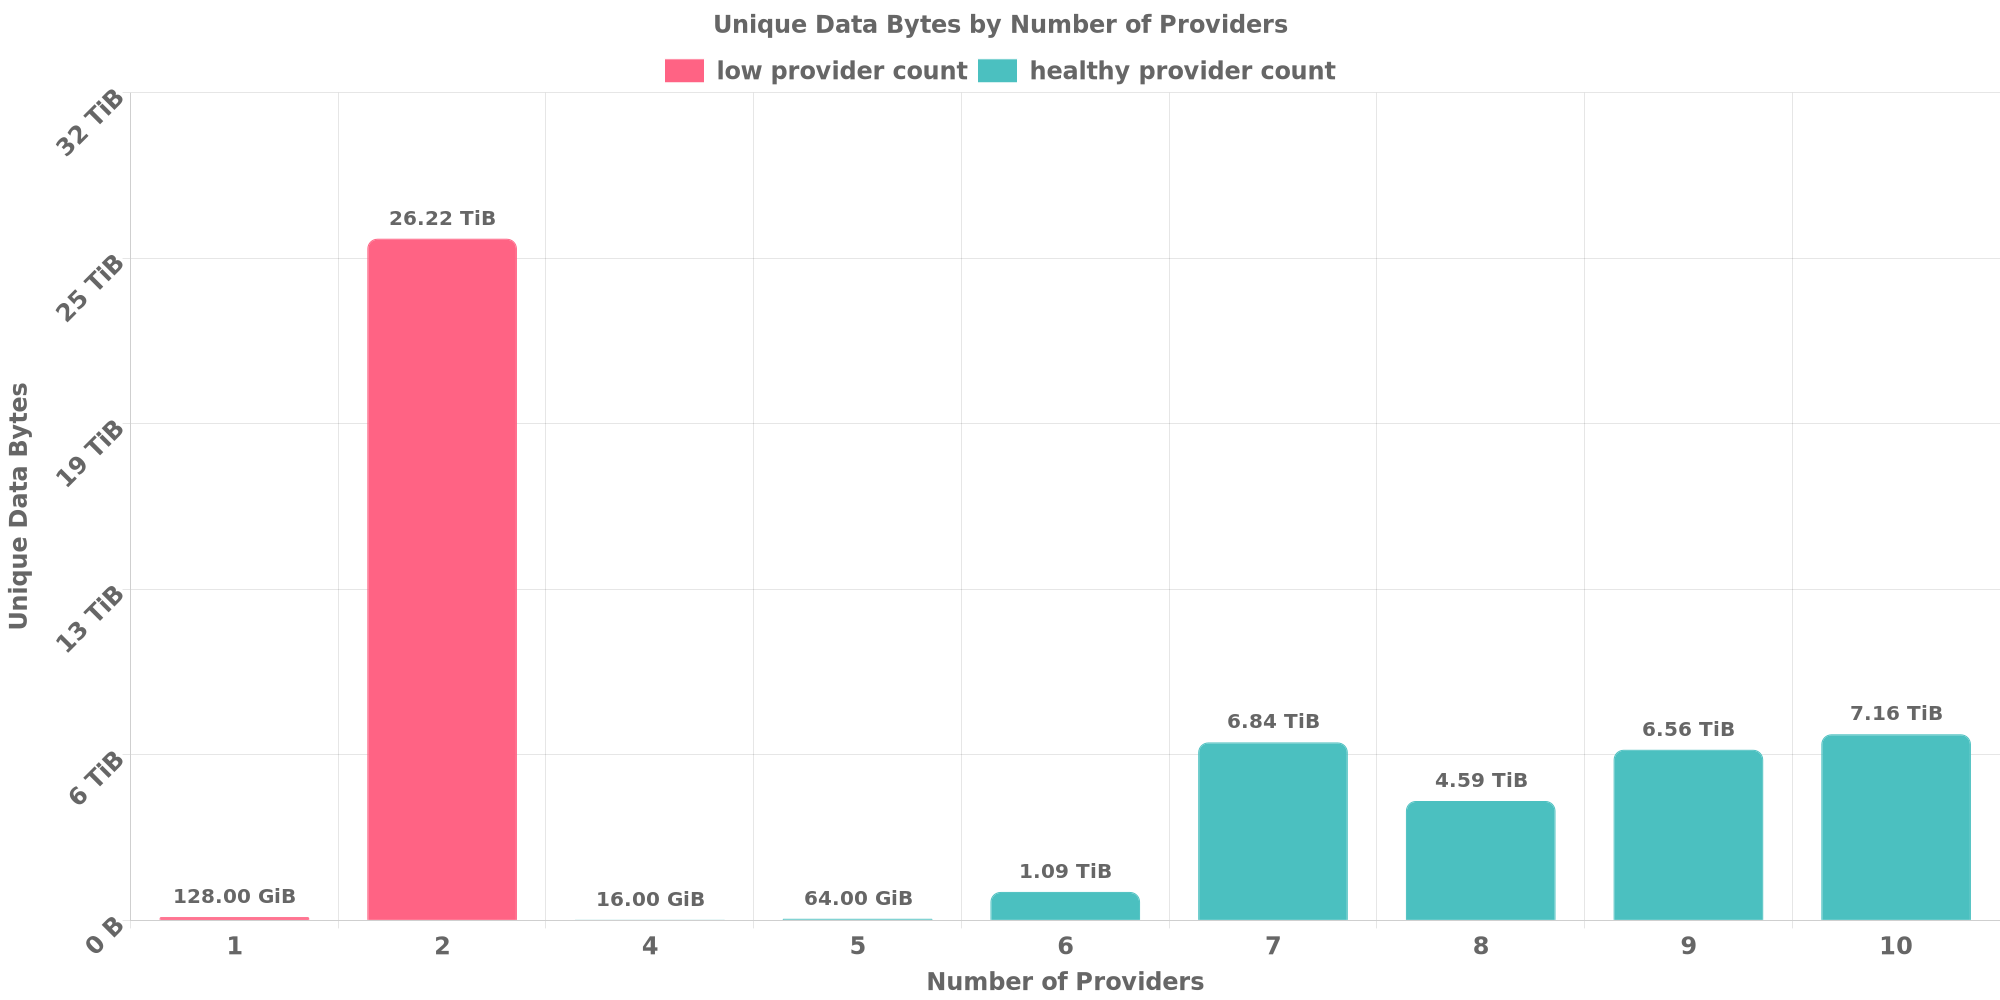 Unique Data Bytes by Number of Providers
low provider count healthy provider count
32 TiB
25 TiB
19 TiB
13 TiB
6 TiB
0 B
Unique Data Bytes
128.00 GiB
26.22 TiB
16.00 GiB
64.00 GiB
1.09 TiB
6.84 TiB
4.59 TiB
6.56 TiB
7.16 TiB
1 2 4 5 6 7 8 9 10
Number of Providers